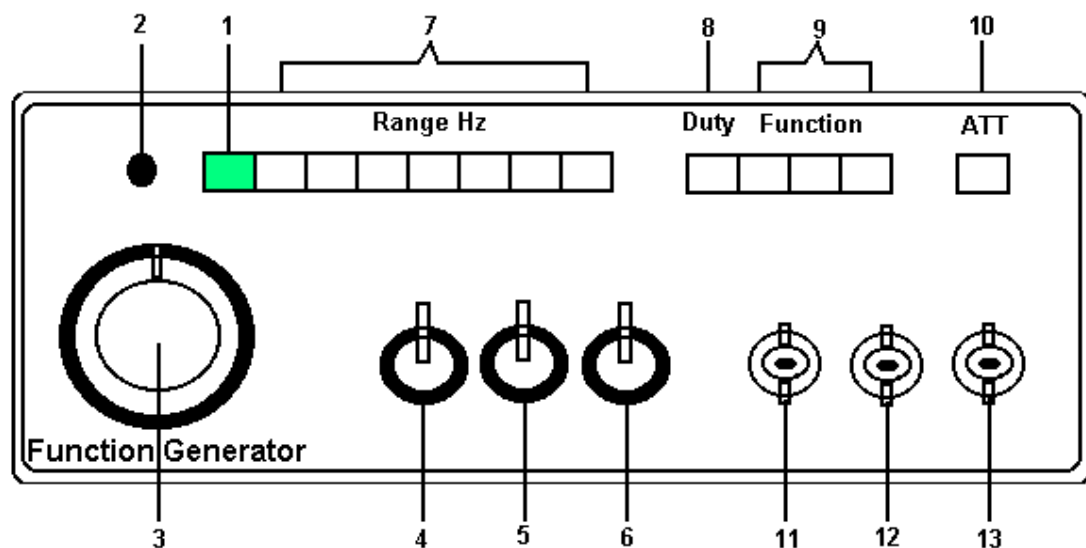 2 1 7 8 9 10
Range Hz Duty Function ATT
Function Generator
3 4 5 6 11 12 13